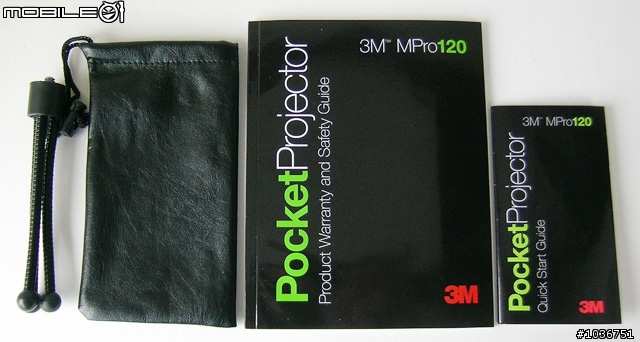 MOBILE01
3M™ MPro120
PocketProjector
Product Warranty and Safety Guide
3M
3M™ MPro120
PocketProjector
Quick Start Guide
3M
#1036751